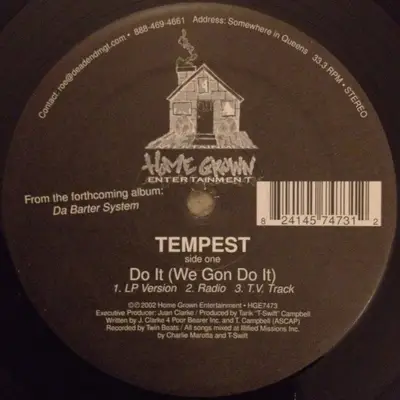 Contact: roe@deadendmgt.com • 888-469-4661    Address: Somewhere in Queens    33.3 RPM • STEREO
HOME GROWN
ENTERTAINMENT
From the forthcoming album:
Da Barter System
8 24145 74731 2
TEMPEST
side one
Do It (We Gon Do It)
1. LP Version  2. Radio  3. T.V. Track
©℗ 2002 Home Grown Entertainment • HGE7473
Executive Producer: Juan Clarke / Produced by Tarik "T-Swift" Campbell
Written by J. Clarke 4 Poor Bearer Inc. and T. Campbell (ASCAP)
Recorded by Twin Beats / All songs mixed at Illified Missions Inc.
by Charlie Marotta and T-Swift